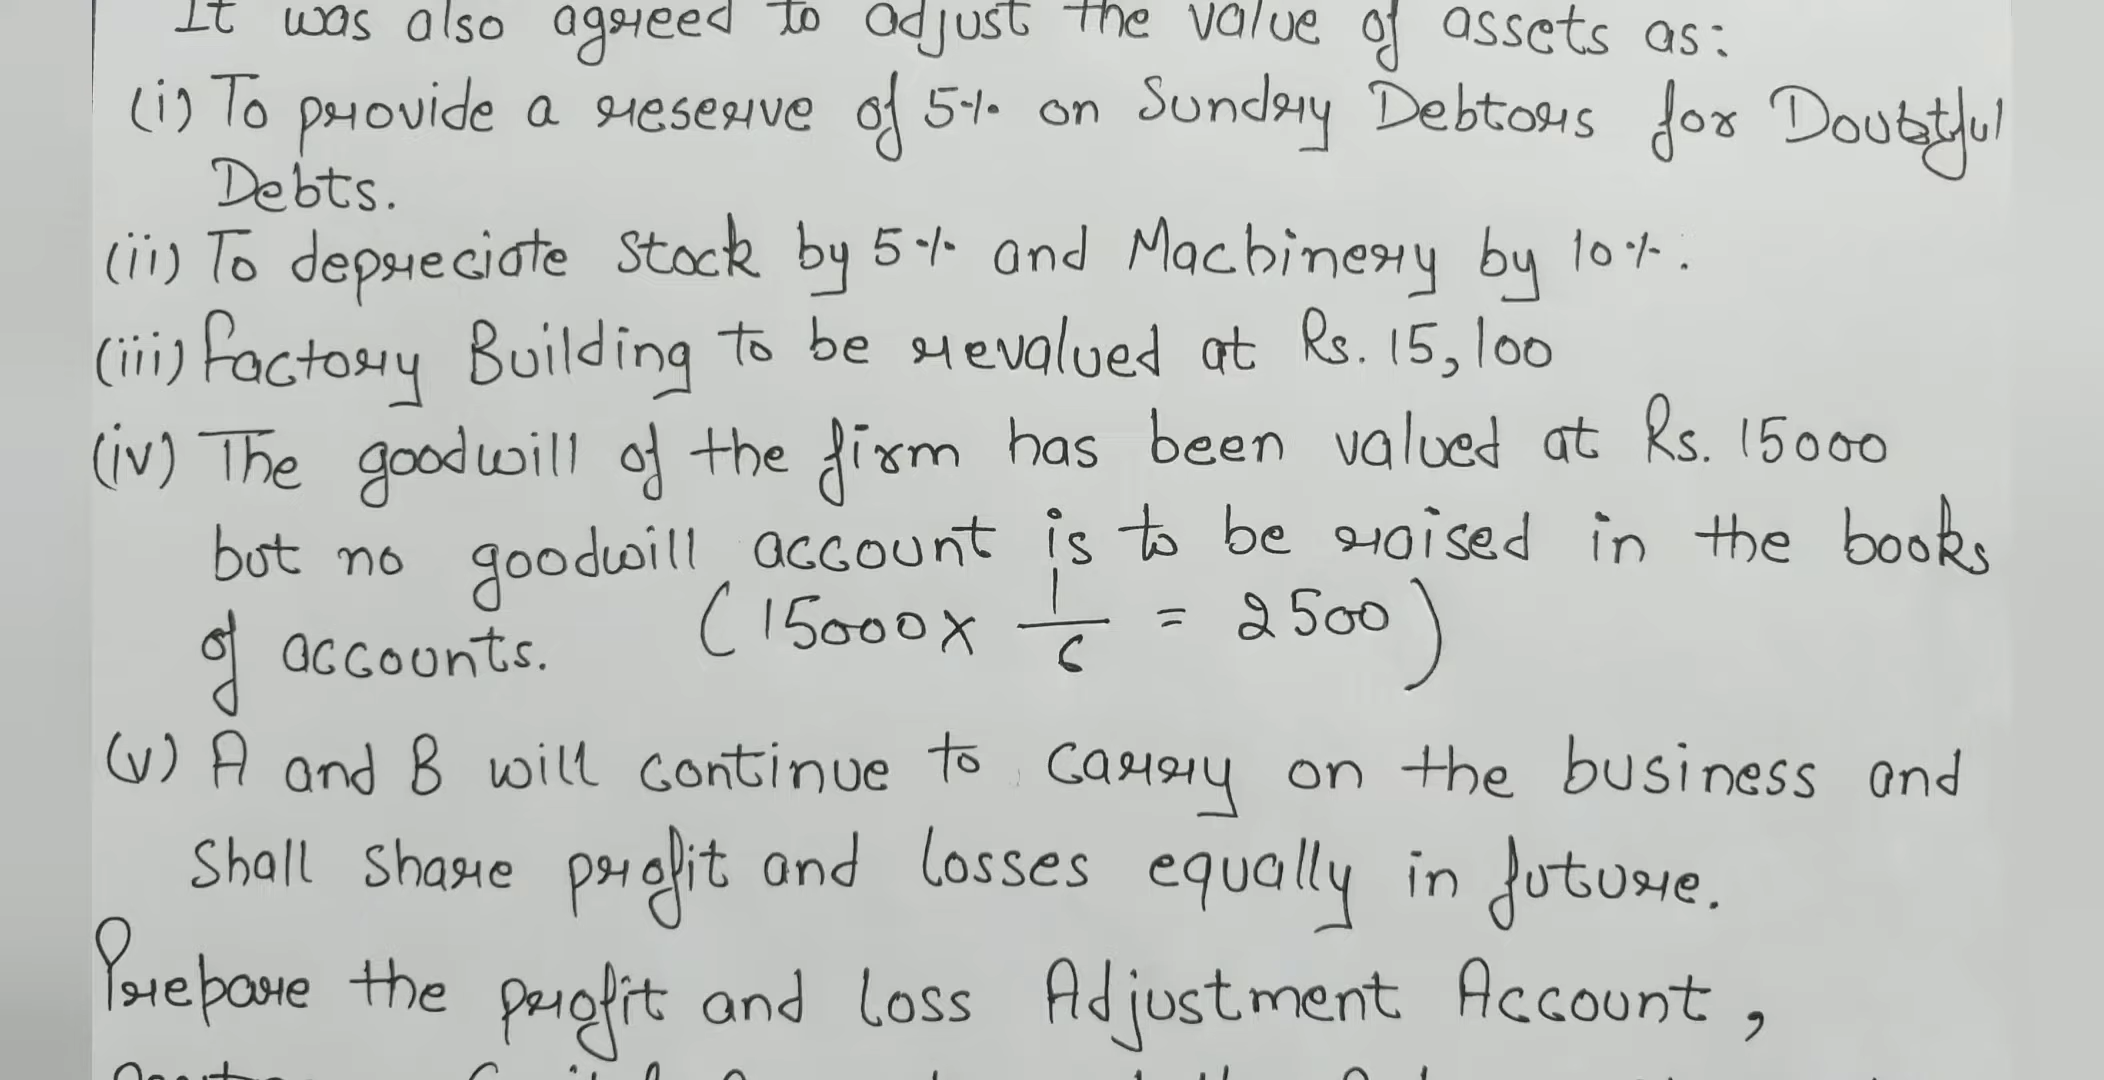 It was also agreed to adjust the value of assets as:
(i) To provide a reserve of 5% on Sundry Debtors for Doubtful
Debts.
(ii) To depreciate Stock by 5% and Machinery by 10%.
(iii) Factory Building to be revalued at Rs. 15,100
(iv) The goodwill of the firm has been valued at Rs. 15000
but no goodwill account is to be raised in the books
of accounts. (15000 x 1/6 = 2500)
(v) A and B will continue to carry on the business and
Shall share profit and losses equally in future.
Prepare the profit and loss Adjustment Account,